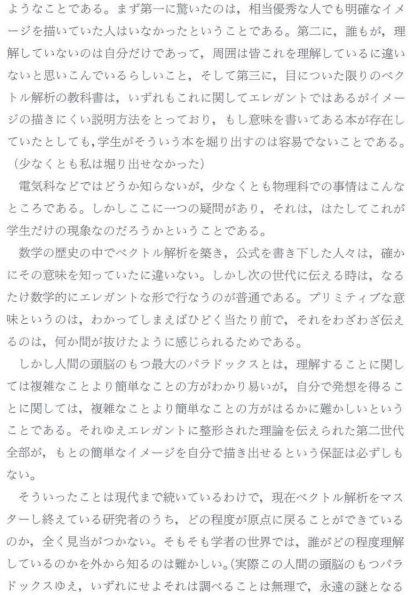 ようなことである。まず第一に驚いたのは，相当優秀な人でも明確なイメ
ージを描いていた人はいなかったということである。第二に，誰もが，理
解していないのは自分だけであって，周囲は皆これを理解しているに違い
ないと思いこんでいるらしいこと，そして第三に，目についた限りのベク
トル解析の教科書は，いずれもこれに関してエレガントではあるがイメー
ジの描きにくい説明方法をとっており，もし意味を書いてある本が存在し
ていたとしても，学生がそういう本を堀り出すのは容易でないことである。
（少なくとも私は堀り出せなかった）
電気科などではどうか知らないが，少なくとも物理科での事情はこんな
ところである。しかしここに一つの疑問があり，それは，はたしてこれが
学生だけの現象なのだろうかということである。
数学の歴史の中でベクトル解析を築き，公式を書き下した人々は，確か
にその意味を知っていたに違いない。しかし次の世代に伝える時は，なる
たけ数学的にエレガントな形で行なうのが普通である。プリミティブな意
味というのは，わかってしまえばひどく当たり前で，それをわざわざ伝え
るのは，何か間が抜けたように感じられるためである。
しかし人間の頭脳のもつ最大のパラドックスとは，理解することに関し
ては複雑なことより簡単なことの方がわかり易いが，自分で発想を得るこ
とに関しては，複雑なことより簡単なことの方がはるかに難かしいという
ことである。それゆえエレガントに整形された理論を伝えられた第二世代
全部が，もとの簡単なイメージを自分で描き出せるという保証は必ずしも
ない。
そういったことは現代まで続いているわけで，現在ベクトル解析をマス
ターし終えている研究者のうち，どの程度が原点に戻ることができている
のか，全く見当がつかない。そもそも学者の世界では，誰がどの程度理解
しているのかを外から知るのは難かしい。（実際この人間の頭脳のもつパラ
ドックスゆえ，いずれにせよそれは調べることは無理で，永遠の謎となる